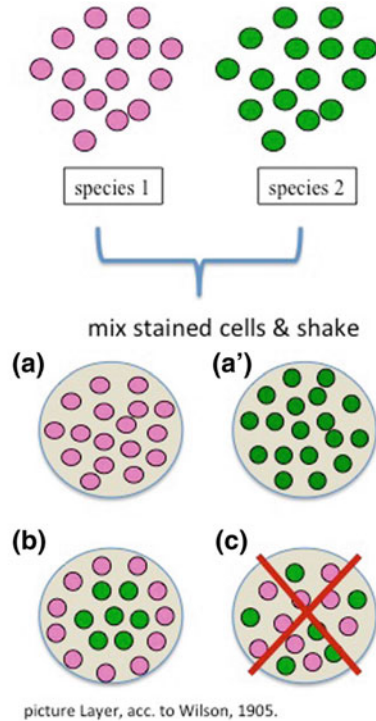 species 1
species 2
mix stained cells & shake
(a)
(a')
(b)
(c)
picture Layer, acc. to Wilson, 1905.